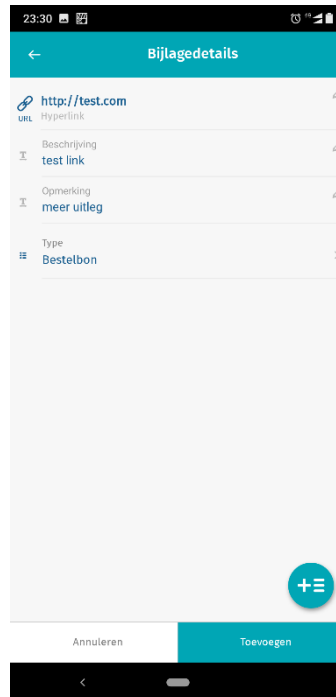 23:30
Bijlagedetails
http://test.com
URL Hyperlink
Beschrijving
test link
Opmerking
meer uitleg
Type
Bestelbon
Annuleren Toevoegen